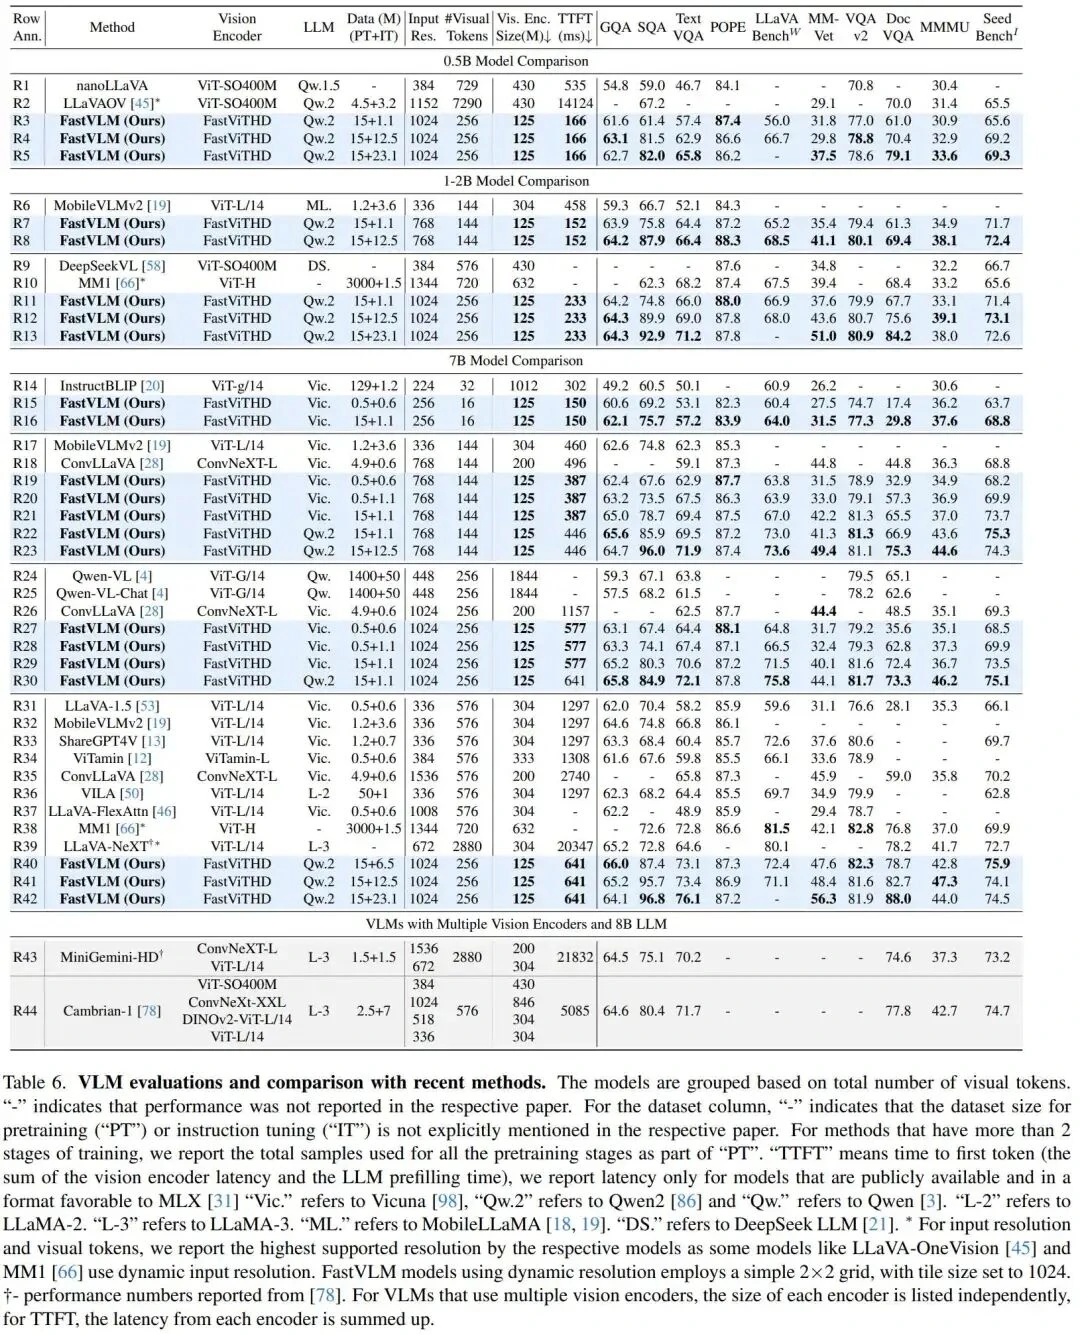 Row Ann. Method Vision Encoder LLM Data (M) (PT+IT) Input Res. #Visual Tokens Vis. Enc. Size(M)↓ TTFT (ms)↓ GQA SQA Text VQA POPE LLaVA Bench^W MM-Vet VQA v2 Doc VQA MMMU Seed Bench^I
0.5B Model Comparison
R1 nanoLLaVA ViT-SO400M Qw.1.5 - 384 729 430 535 54.8 59.0 46.7 84.1 - - 70.8 - 30.4 -
R2 LLaVAOV [45]* ViT-SO400M Qw.2 4.5+3.2 1152 7290 430 14124 - 67.2 - - - 29.1 - 70.0 31.4 65.5
R3 FastVLM (Ours) FastViTHD Qw.2 15+1.1 1024 256 125 166 61.6 61.4 57.4 87.4 56.0 31.8 77.0 61.0 30.9 65.6
R4 FastVLM (Ours) FastViTHD Qw.2 15+12.5 1024 256 125 166 63.1 81.5 62.9 86.6 66.7 29.8 78.8 70.4 32.9 69.2
R5 FastVLM (Ours) FastViTHD Qw.2 15+23.1 1024 256 125 166 62.7 82.0 65.8 86.2 - 37.5 78.6 79.1 33.6 69.3
1-2B Model Comparison
R6 MobileVLMv2 [19] ViT-L/14 ML. 1.2+3.6 336 144 304 458 59.3 66.7 52.1 84.3 - - - - - -
R7 FastVLM (Ours) FastViTHD Qw.2 15+1.1 768 144 125 152 63.9 75.8 64.4 87.2 65.2 35.4 79.4 61.3 34.9 71.7
R8 FastVLM (Ours) FastViTHD Qw.2 15+12.5 768 144 125 152 64.2 87.9 66.4 88.3 68.5 41.1 80.1 69.4 38.1 72.4
R9 DeepSeekVL [58] ViT-SO400M DS. - 384 576 430 - - - - 87.6 - 34.8 - - 32.2 66.7
R10 MM1 [66]* ViT-H - 3000+1.5 1344 720 632 - - 62.3 68.2 87.4 67.5 39.4 - 68.4 33.2 65.6
R11 FastVLM (Ours) FastViTHD Qw.2 15+1.1 1024 256 125 233 64.2 74.8 66.0 88.0 66.9 37.6 79.9 67.7 33.1 71.4
R12 FastVLM (Ours) FastViTHD Qw.2 15+12.5 1024 256 125 233 64.3 89.9 69.0 87.8 68.0 43.6 80.7 75.6 39.1 73.1
R13 FastVLM (Ours) FastViTHD Qw.2 15+23.1 1024 256 125 233 64.3 92.9 71.2 87.8 - 51.0 80.9 84.2 38.0 72.6
7B Model Comparison
R14 InstructBLIP [20] ViT-g/14 Vic. 129+1.2 224 32 1012 302 49.2 60.5 50.1 - 60.9 26.2 - - 30.6 -
R15 FastVLM (Ours) FastViTHD Vic. 0.5+0.6 256 16 125 150 60.6 69.2 53.1 82.3 60.4 27.5 74.7 17.4 36.2 63.7
R16 FastVLM (Ours) FastViTHD Vic. 15+1.1 256 16 125 150 62.1 75.7 57.2 83.9 64.0 31.5 77.3 29.8 37.6 68.8
R17 MobileVLMv2 [19] ViT-L/14 Vic. 1.2+3.6 336 144 304 460 62.6 74.8 62.3 85.3 - - - - - -
R18 ConvLLaVA [28] ConvNeXT-L Vic. 4.9+0.6 768 144 200 496 - - 59.1 87.3 - 44.8 - 44.8 36.3 68.8
R19 FastVLM (Ours) FastViTHD Vic. 0.5+0.6 768 144 125 387 62.4 67.6 62.9 87.7 63.8 31.5 78.9 32.9 34.9 68.2
R20 FastVLM (Ours) FastViTHD Vic. 0.5+1.1 768 144 125 387 63.2 73.5 67.5 86.3 63.9 33.0 79.1 57.3 36.9 69.9
R21 FastVLM (Ours) FastViTHD Vic. 15+1.1 768 144 125 387 65.0 78.7 69.4 87.5 67.0 42.2 81.3 65.5 37.0 73.7
R22 FastVLM (Ours) FastViTHD Qw.2 15+1.1 768 144 125 446 65.6 85.9 69.5 87.2 73.0 41.3 81.3 66.9 43.6 75.3
R23 FastVLM (Ours) FastViTHD Qw.2 15+12.5 768 144 125 446 64.7 96.0 71.9 87.4 73.6 49.4 81.1 75.3 44.6 74.3
R24 Qwen-VL [4] ViT-G/14 Qw. 1400+50 448 256 1844 - 59.3 67.1 63.8 - - - 79.5 65.1 - -
R25 Qwen-VL-Chat [4] ViT-G/14 Qw. 1400+50 448 256 1844 - 57.5 68.2 61.5 - - - 78.2 62.6 - -
R26 ConvLLaVA [28] ConvNeXT-L Vic. 4.9+0.6 1024 256 200 1157 - - 62.5 87.7 - 44.4 - 48.5 35.1 69.3
R27 FastVLM (Ours) FastViTHD Vic. 0.5+0.6 1024 256 125 577 63.1 67.4 64.4 88.1 64.8 31.7 79.2 35.6 35.1 68.5
R28 FastVLM (Ours) FastViTHD Vic. 0.5+1.1 1024 256 125 577 63.3 74.1 67.4 87.1 66.5 32.4 79.3 62.8 37.3 69.9
R29 FastVLM (Ours) FastViTHD Vic. 15+1.1 1024 256 125 577 65.2 80.3 70.6 87.2 71.5 40.1 81.6 72.4 36.7 73.5
R30 FastVLM (Ours) FastViTHD Qw.2 15+1.1 1024 256 125 641 65.8 84.9 72.1 87.8 75.8 44.1 81.7 73.3 46.2 75.1
R31 LLaVA-1.5 [53] ViT-L/14 Vic. 0.5+0.6 336 576 304 1297 62.0 70.4 58.2 85.9 59.6 31.1 76.6 28.1 35.3 66.1
R32 MobileVLMv2 [19] ViT-L/14 Vic. 1.2+3.6 336 576 304 1297 64.6 74.8 66.8 86.1 - - - - - -
R33 ShareGPT4V [13] ViT-L/14 Vic. 1.2+0.7 336 576 304 1297 63.3 68.4 60.4 85.7 72.6 37.6 80.6 - - 69.7
R34 ViTamin [12] ViTamin-L Vic. 0.5+0.6 384 576 333 1308 61.6 67.6 59.8 85.5 66.1 33.6 78.9 - - -
R35 ConvLLaVA [28] ConvNeXT-L Vic. 4.9+0.6 1536 576 200 2740 - - 65.8 87.3 - 45.9 - 59.0 35.8 70.2
R36 VILA [50] ViT-L/14 L-2 50+1 336 576 304 1297 62.3 68.2 64.4 85.5 69.7 34.9 79.9 - - 62.8
R37 LLaVA-FlexAttn [46] ViT-L/14 Vic. 0.5+0.6 1008 576 304 - 62.2 - 48.9 85.9 - 29.4 78.7 - - -
R38 MM1 [66]* ViT-H - 3000+1.5 1344 720 632 - - 72.6 72.8 86.6 81.5 42.1 82.8 76.8 37.0 69.9
R39 LLaVA-NeXT†* ViT-L/14 L-3 - 672 2880 304 20347 65.2 72.8 64.6 - 80.1 - - 78.2 41.7 72.7
R40 FastVLM (Ours) FastViTHD Qw.2 15+6.5 1024 256 125 641 66.0 87.4 73.1 87.3 72.4 47.6 82.3 78.7 42.8 75.9
R41 FastVLM (Ours) FastViTHD Qw.2 15+12.5 1024 256 125 641 65.2 95.7 73.4 86.9 71.1 48.4 81.6 82.7 47.3 74.1
R42 FastVLM (Ours) FastViTHD Qw.2 15+23.1 1024 256 125 641 64.1 96.8 76.1 87.2 - 56.3 81.9 88.0 44.0 74.5
VLMs with Multiple Vision Encoders and 8B LLM
R43 MiniGemini-HD† ConvNeXT-L L-3 1.5+1.5 1536 2880 200 21832 64.5 75.1 70.2 - - - - 74.6 37.3 73.2
ViT-L/14 672 304
ViT-SO400M 384 430
ConvNeXt-XXL 1024 846
R44 Cambrian-1 [78] L-3 2.5+7 576 5085 64.6 80.4 71.7 - - - - 77.8 42.7 74.7
DINOv2-ViT-L/14 518 304
ViT-L/14 336 304
Table 6. VLM evaluations and comparison with recent methods. The models are grouped based on total number of visual tokens.
“-” indicates that performance was not reported in the respective paper. For the dataset column, “-” indicates that the dataset size for
pretraining (“PT”) or instruction tuning (“IT”) is not explicitly mentioned in the respective paper. For methods that have more than 2
stages of training, we report the total samples used for all the pretraining stages as part of “PT”. “TTFT” means time to first token (the
sum of the vision encoder latency and the LLM prefilling time), we report latency only for models that are publicly available and in a
format favorable to MLX [31] “Vic.” refers to Vicuna [98], “Qw.2” refers to Qwen2 [86] and “Qw.” refers to Qwen [3]. “L-2” refers to
LLaMA-2. “L-3” refers to LLaMA-3. “ML.” refers to MobileLLaMA [18, 19]. “DS.” refers to DeepSeek LLM [21]. * For input resolution
and visual tokens, we report the highest supported resolution by the respective models as some models like LLaVA-OneVision [45] and
MM1 [66] use dynamic input resolution. FastVLM models using dynamic resolution employs a simple 2×2 grid, with tile size set to 1024.
†- performance numbers reported from [78]. For VLMs that use multiple vision encoders, the size of each encoder is listed independently,
for TTFT, the latency from each encoder is summed up.